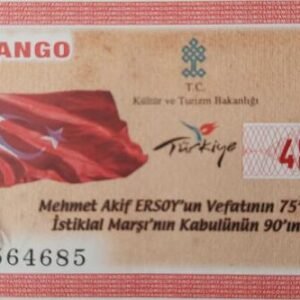 ANGO
T.C.
Kültür ve Turizm Bakanlığı
Türkiye
48
Mehmet Akif ERSOY'un Vefatının 75
İstiklal Marşı'nın Kabulünün 90'ın
564685